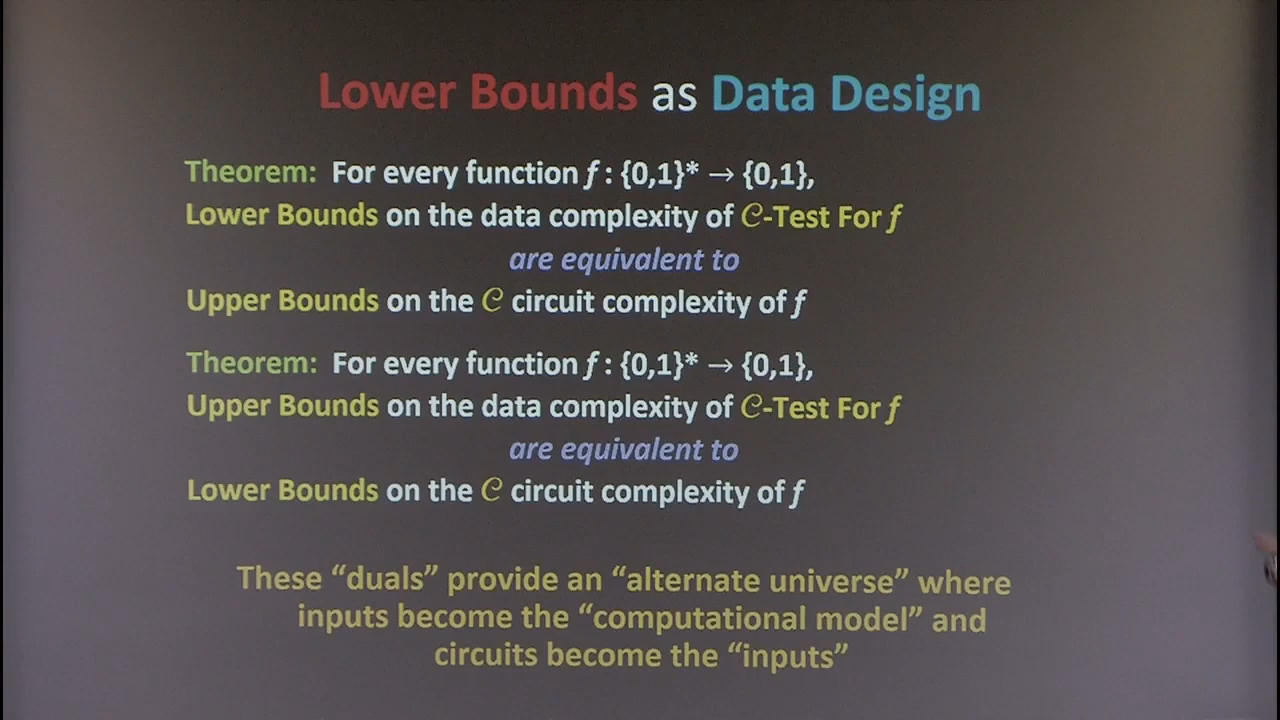 Lower Bounds as Data Design
Theorem: For every function f : {0,1}* → {0,1},
Lower Bounds on the data complexity of 𝒞-Test For f
are equivalent to
Upper Bounds on the 𝒞 circuit complexity of f
Theorem: For every function f : {0,1}* → {0,1},
Upper Bounds on the data complexity of 𝒞-Test For f
are equivalent to
Lower Bounds on the 𝒞 circuit complexity of f
These “duals” provide an “alternate universe” where
inputs become the “computational model” and
circuits become the “inputs”